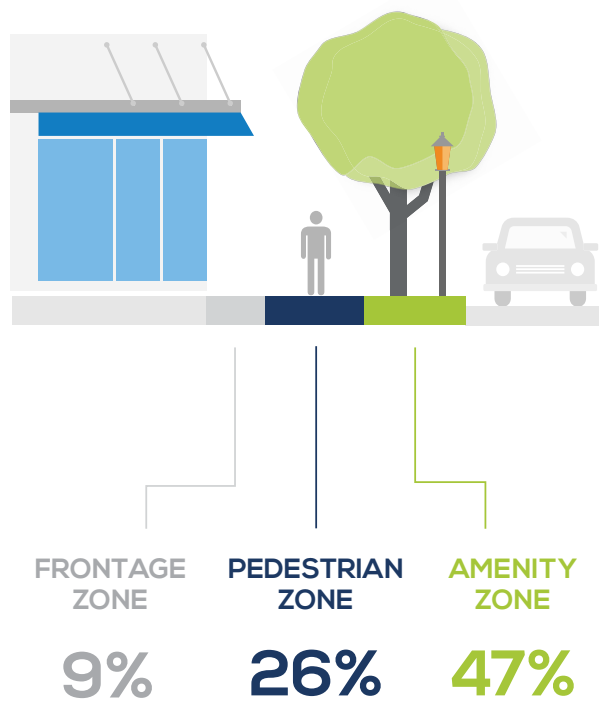 FRONTAGE
ZONE
9%
PEDESTRIAN
ZONE
26%
AMENITY
ZONE
47%